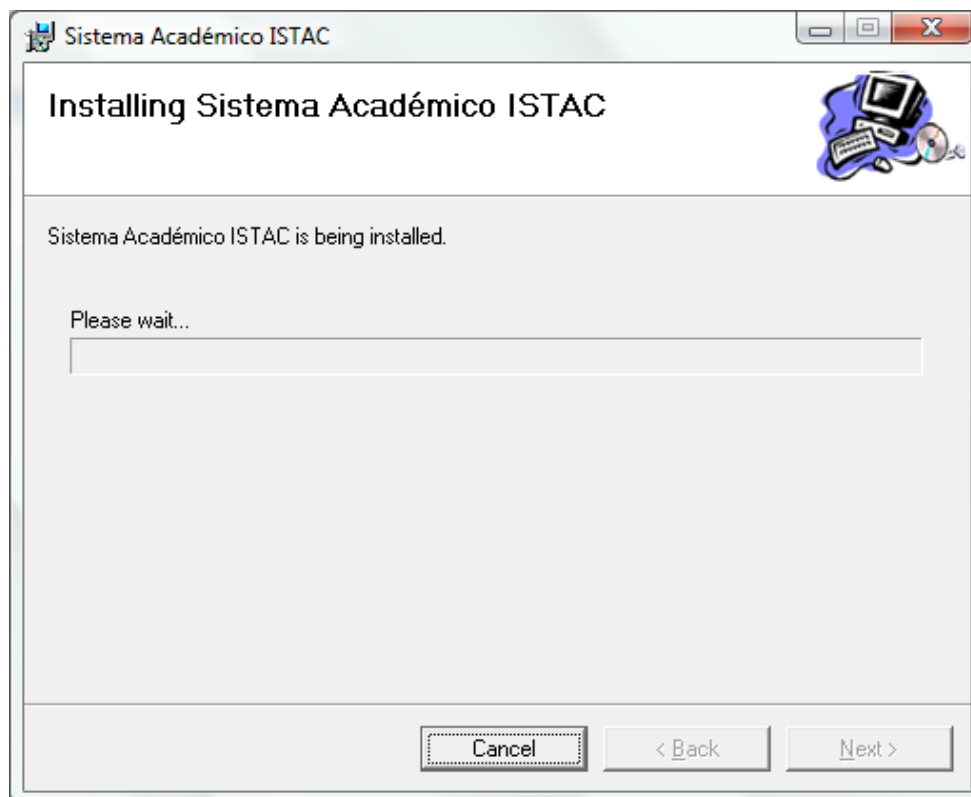 Sistema Académico ISTAC
Installing Sistema Académico ISTAC
Sistema Académico ISTAC is being installed.
Please wait...
Cancel
< Back
Next >